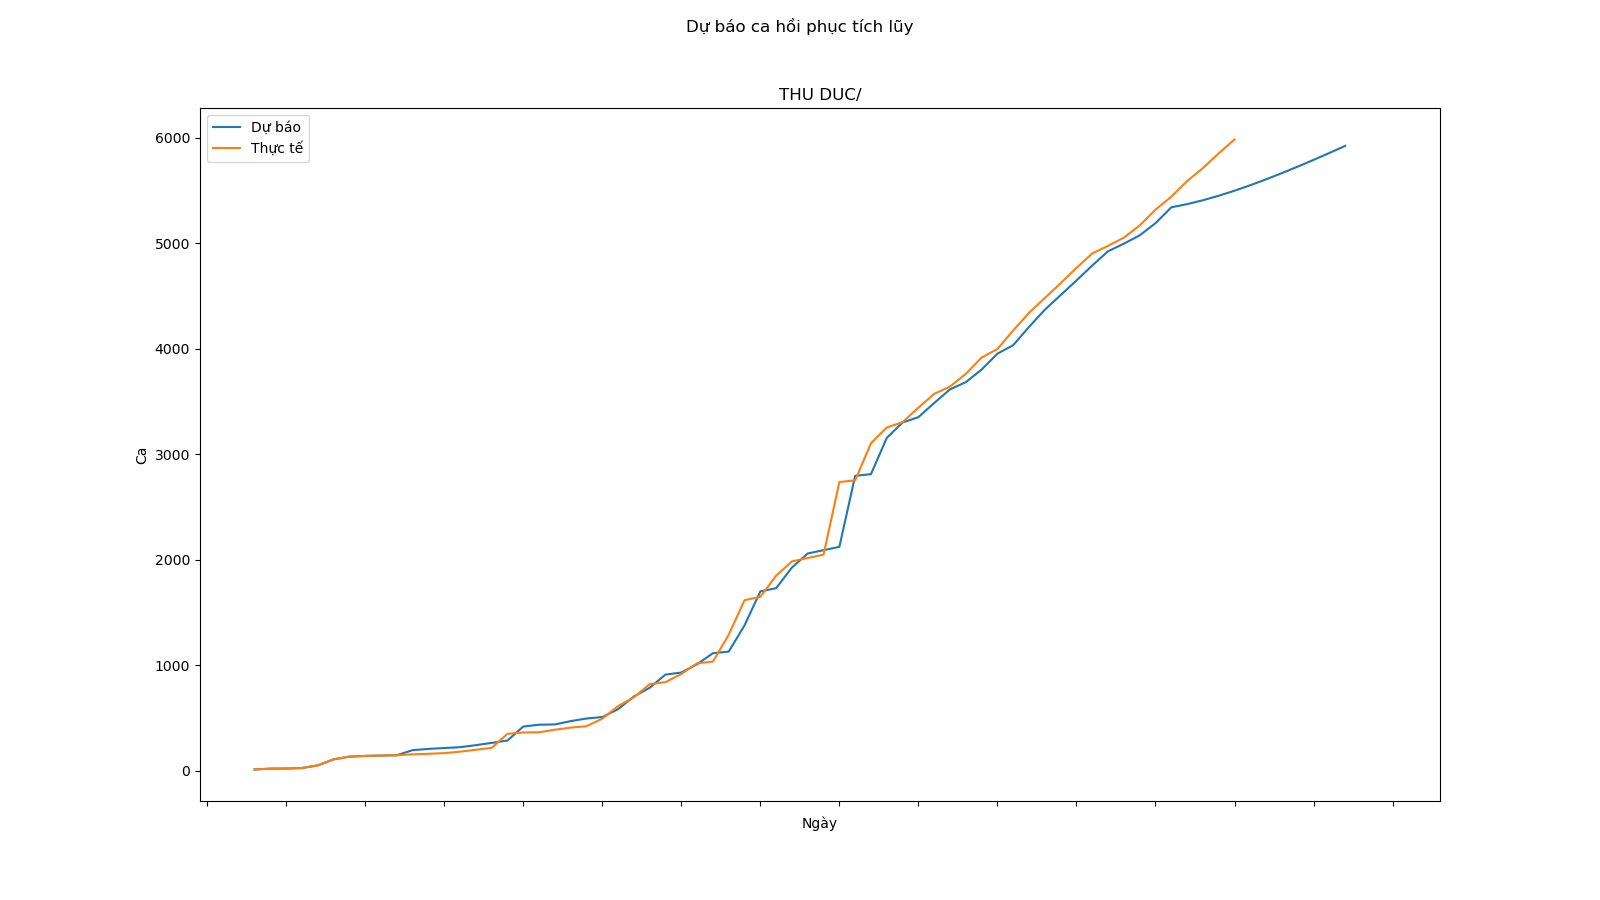 Dự báo ca hồi phục tích lũy
THU DUC/
Dự báo
Thực tế
6000
5000
4000
3000
2000
1000
0
Ca
Ngày